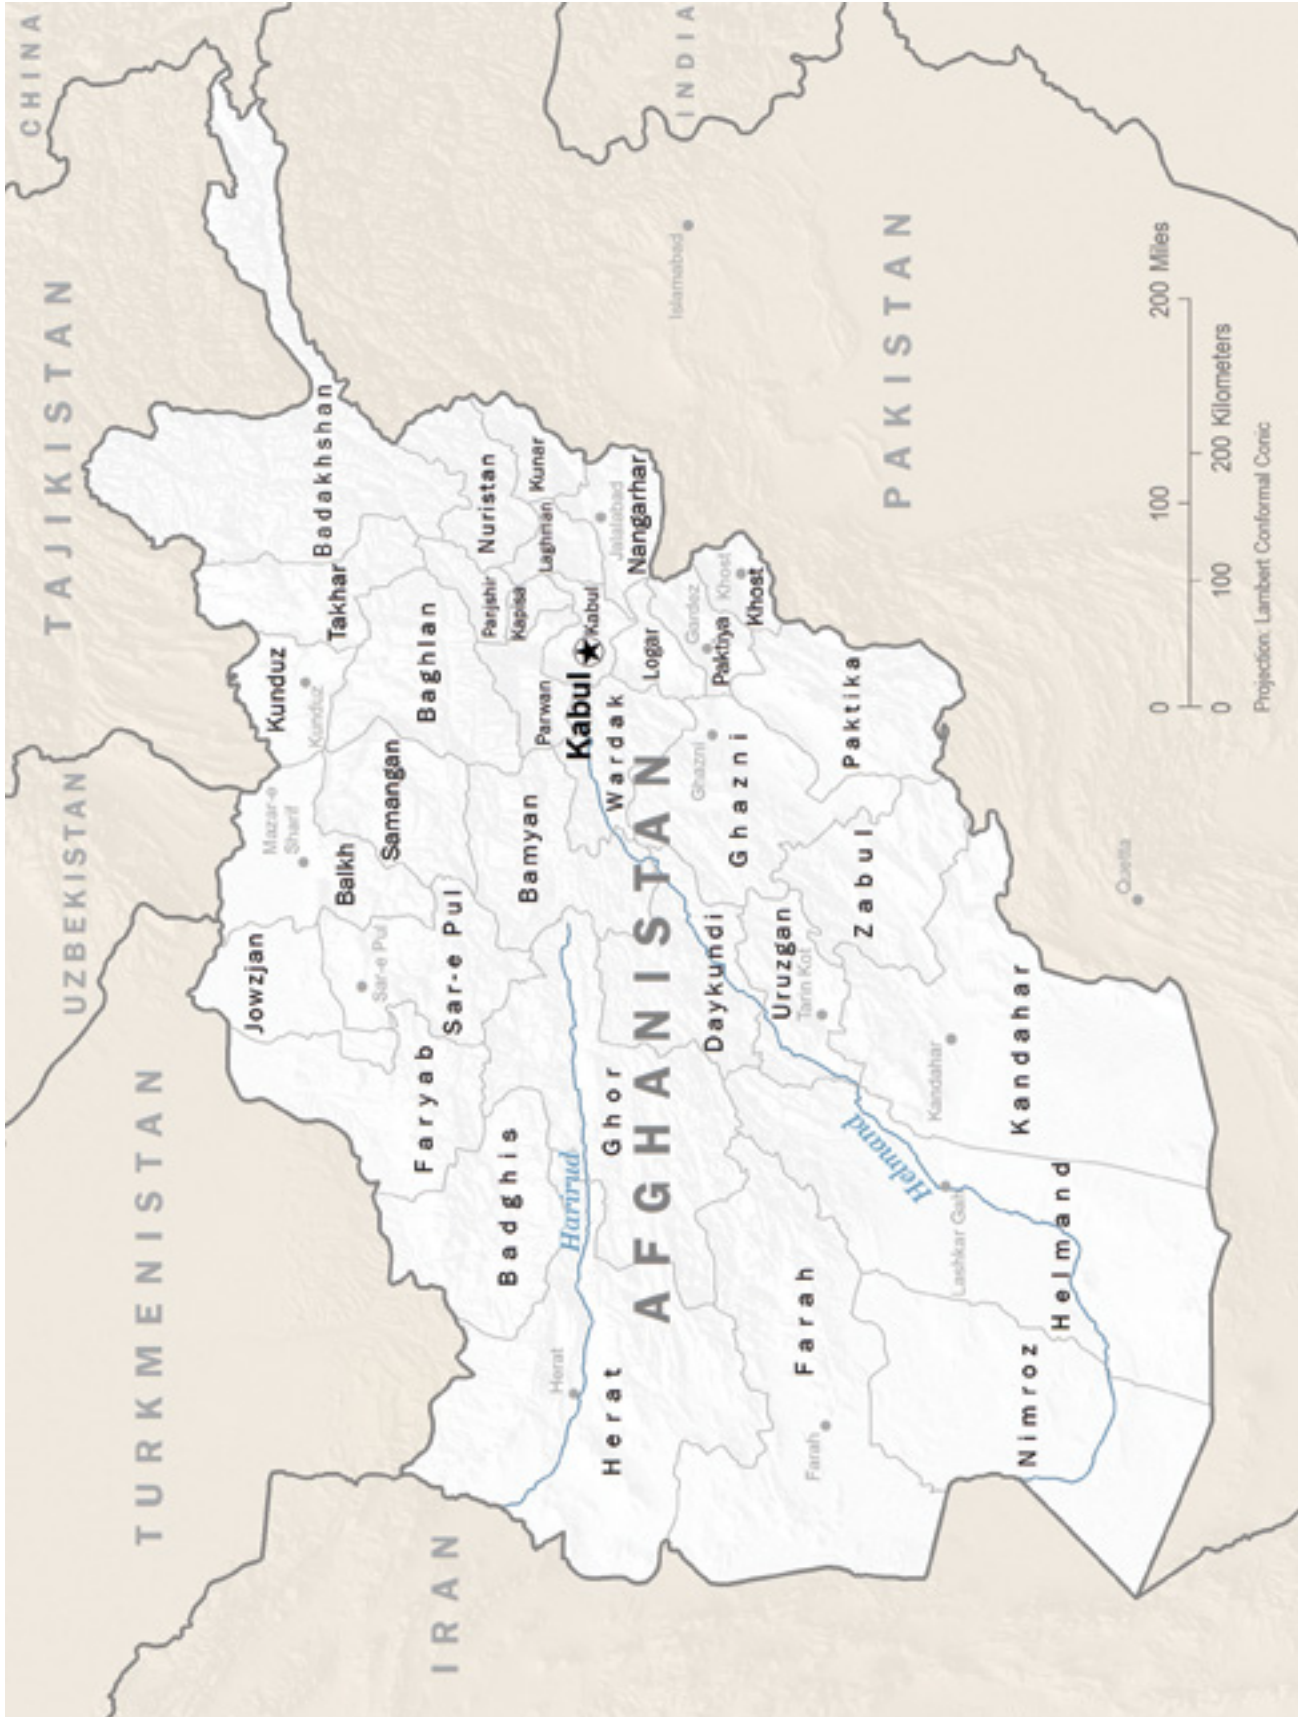 CHINA
TAJIKISTAN
UZBEKISTAN
TURKMENISTAN
IRAN
INDIA
PAKISTAN
AFGHANISTAN
Badakhshan
Takhar
Kunduz
Kunduz
Mazar-e
Sharif
Balkh
Jowzjan
Samangan
Baghlan
Sar-e Pul
Sar-e Pul
Faryab
Badghis
Nuristan
Kunar
Laghman
Panjshir
Kapisa
Parwan
Bamyan
Kabul
Kabul
Jalalabad
Nangarhar
Wardak
Logar
Gardez
Paktiya
Khost
Khost
Islamabad
Harirud
Ghor
Herat
Herat
Daykundi
Ghazni
Ghazni
Paktika
Uruzgan
Tarin Kot
Zabul
Farah
Farah
Helmand
Kandahar
Kandahar
Lashkar Gah
Helmand
Nimroz
Quetta
0 100 200 Miles
0 100 200 Kilometers
Projection: Lambert Conformal Conic